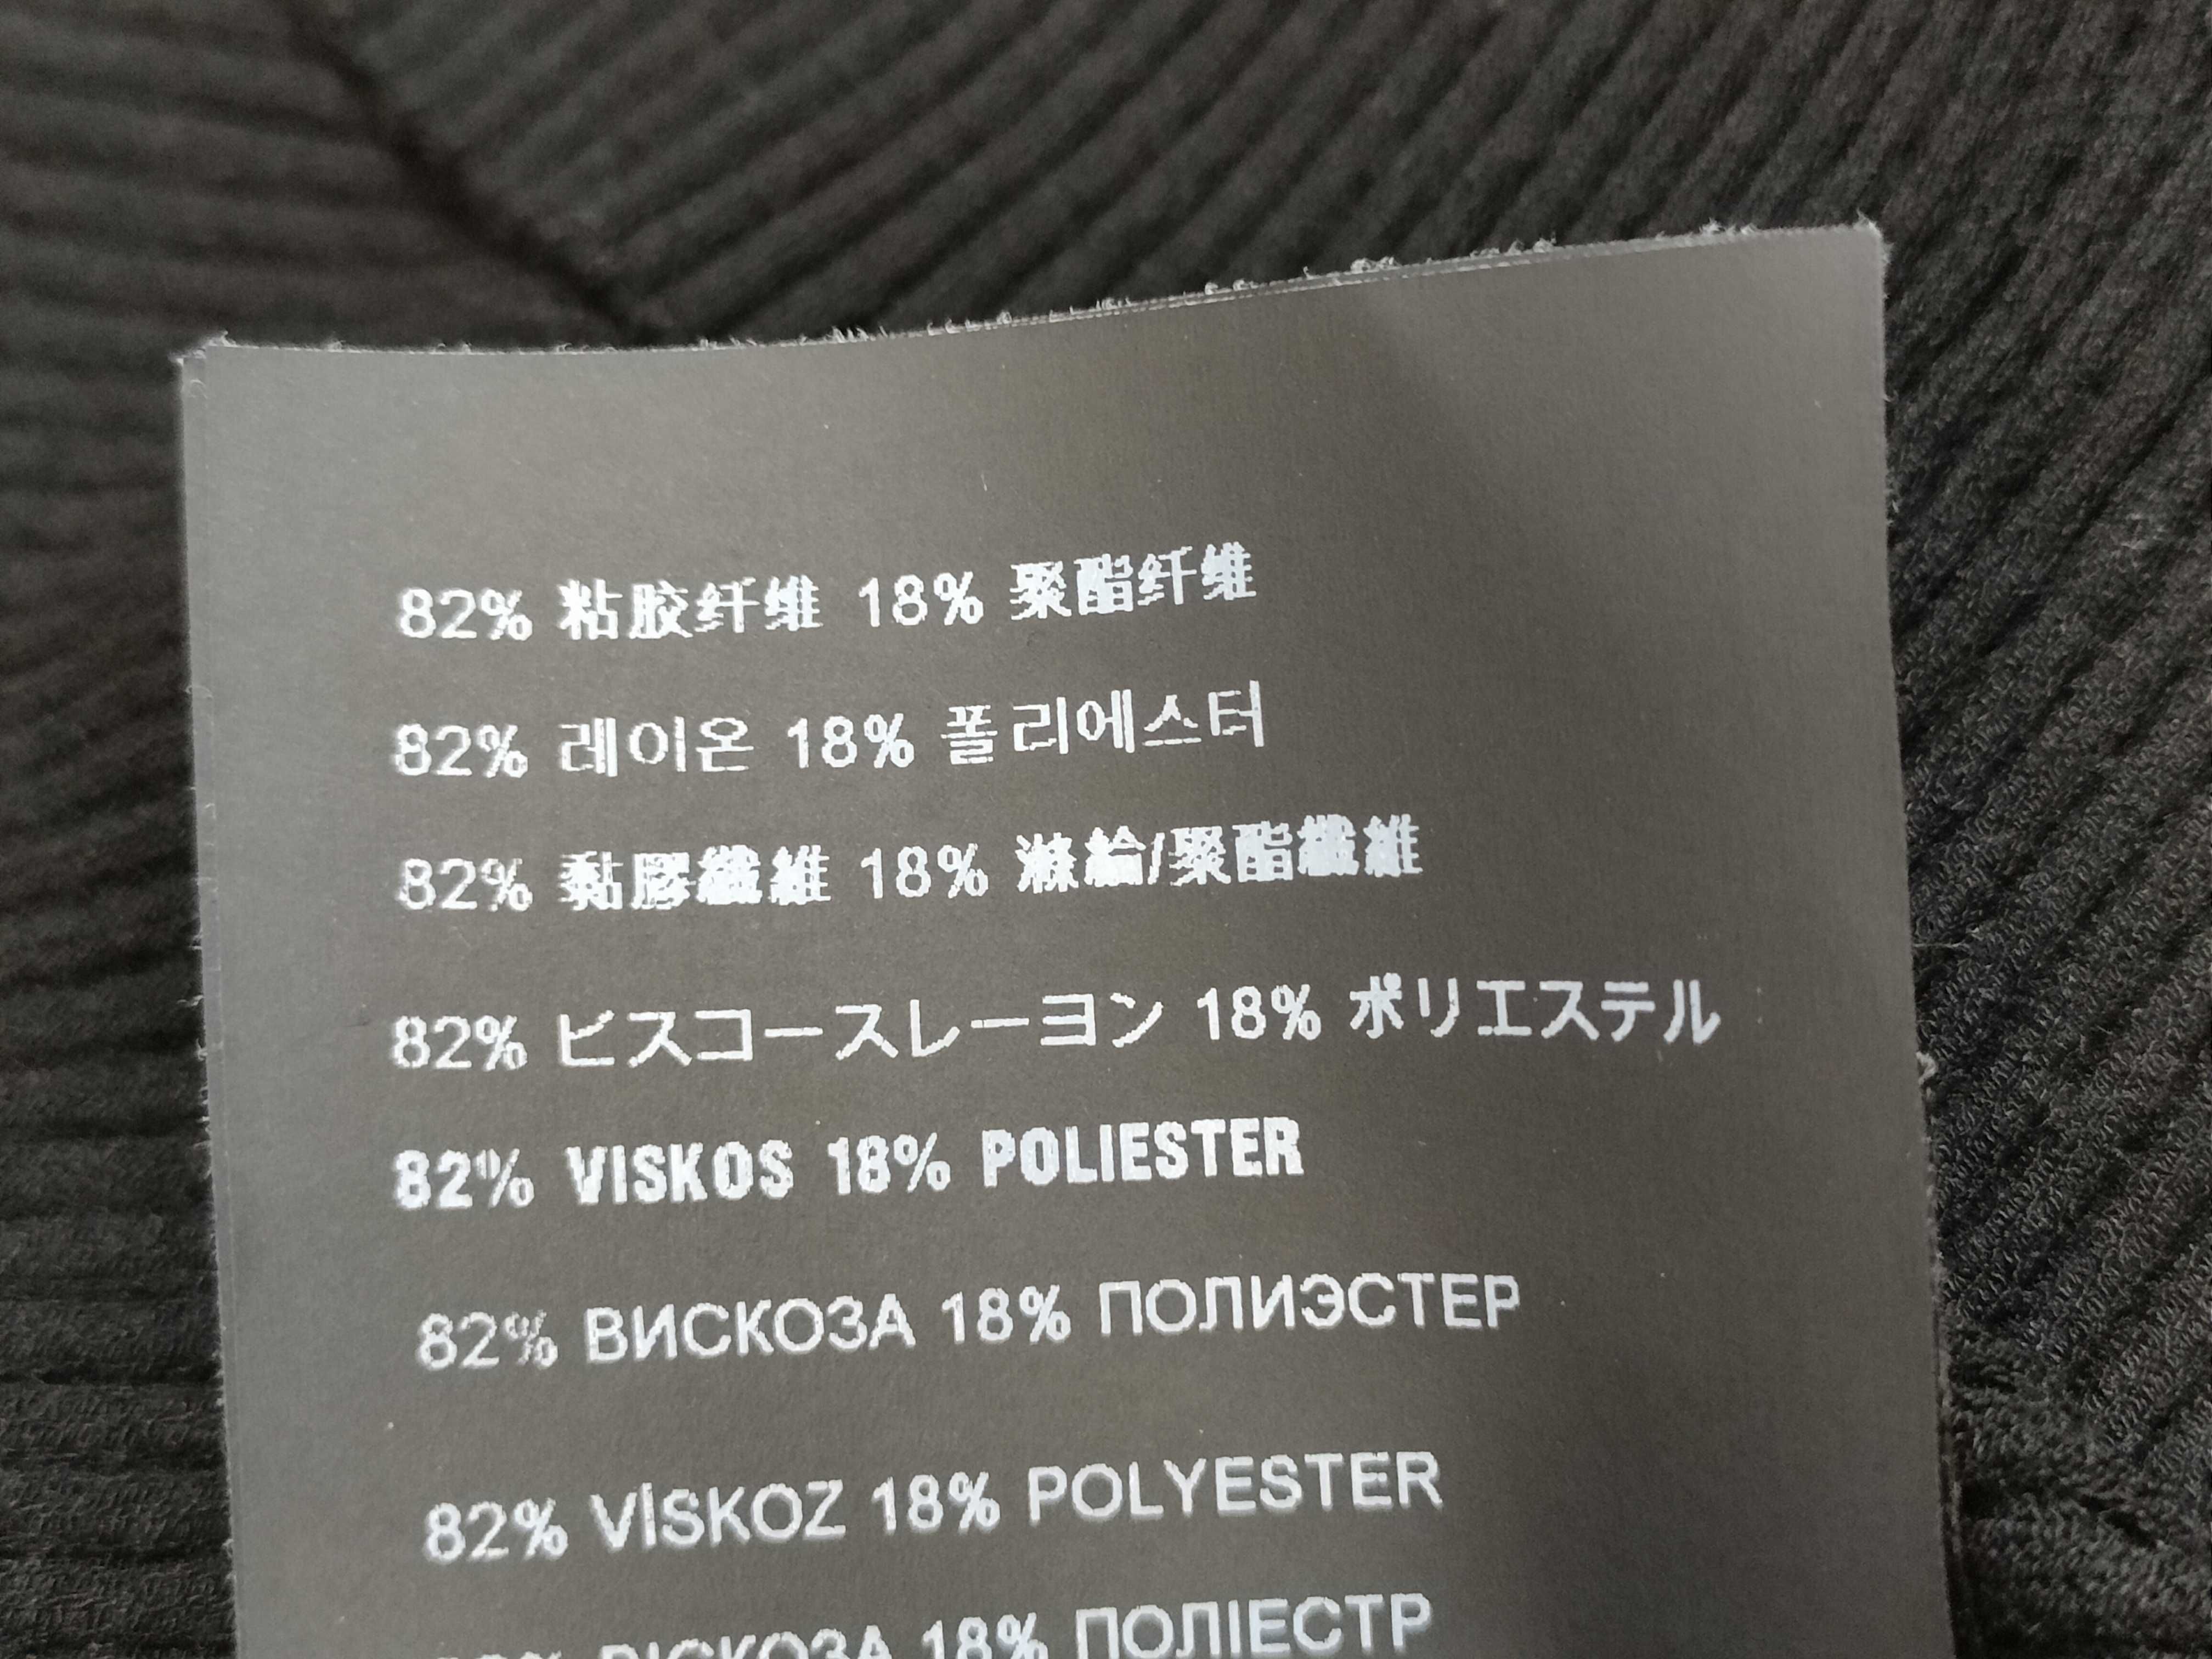 82% 粘胶纤维 18% 聚酯纤维
82% 레이온 18% 폴리에스터
82% 黏膠纖維 18% 滌綸/聚酯纖維
82% ビスコースレーヨン 18% ポリエステル
82% VISKOS 18% POLIESTER
82% ВИСКОЗА 18% ПОЛИЭСТЕР
82% VİSKOZ 18% POLYESTER
82% ВІСКОЗА 18% ПОЛІЕСТР